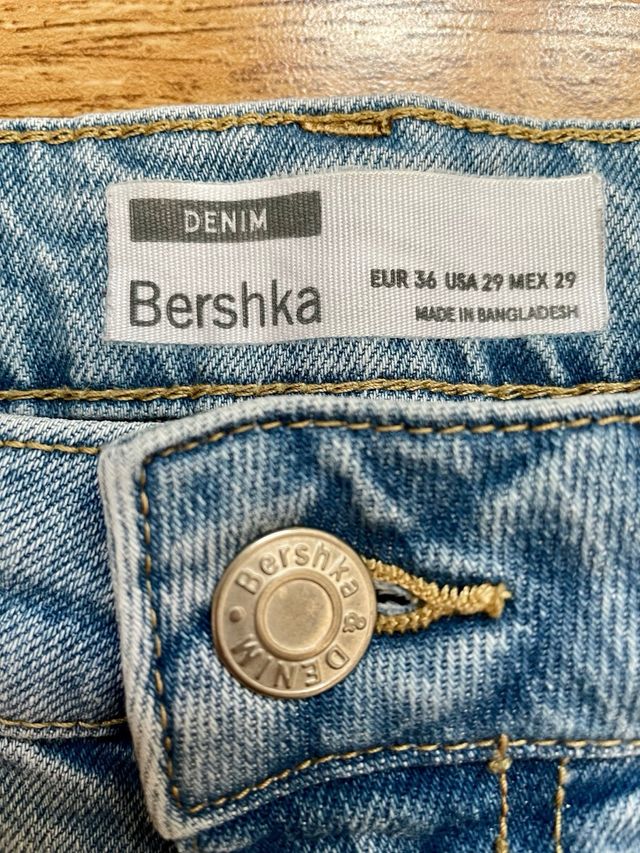 DENIM
Bershka
EUR 36 USA 29 MEX 29
MADE IN BANGLADESH
Bershka &
DENIM